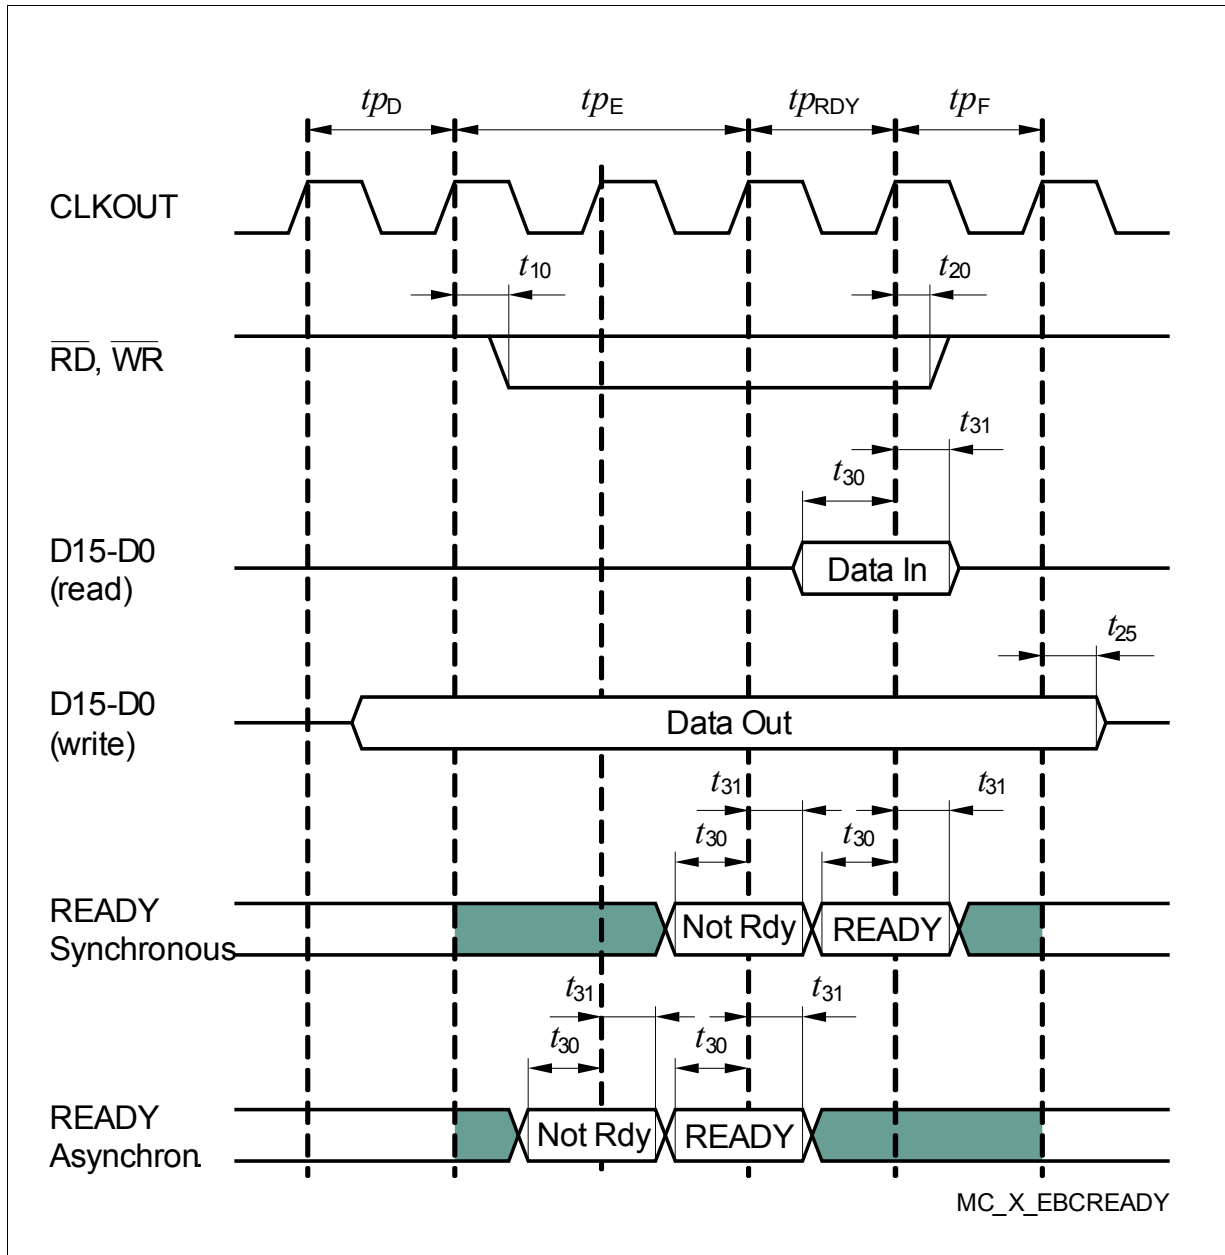 tpD tpE tpRDY tpF
CLKOUT
t10 t20
RD, WR
t31
t30
D15-D0
(read)
Data In
t25
D15-D0
(write)
Data Out
t31 t31
t30 t30
READY
Synchronous
Not Rdy READY
t31 t31
t30 t30
READY
Asynchron.
Not Rdy READY
MC_X_EBCREADY